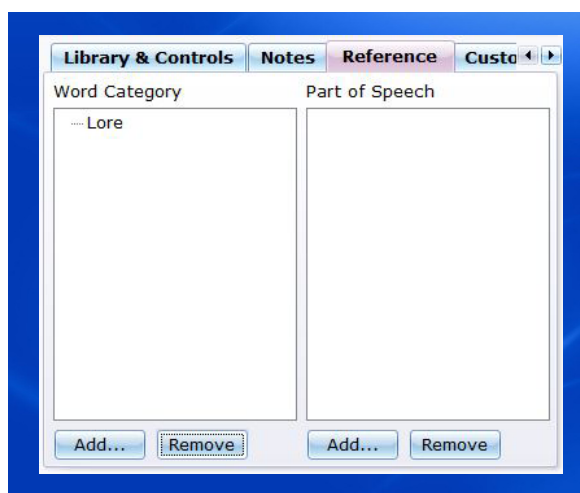 Library & Controls Notes Reference Custo
Word Category Part of Speech
Lore
Add... Remove Add... Remove